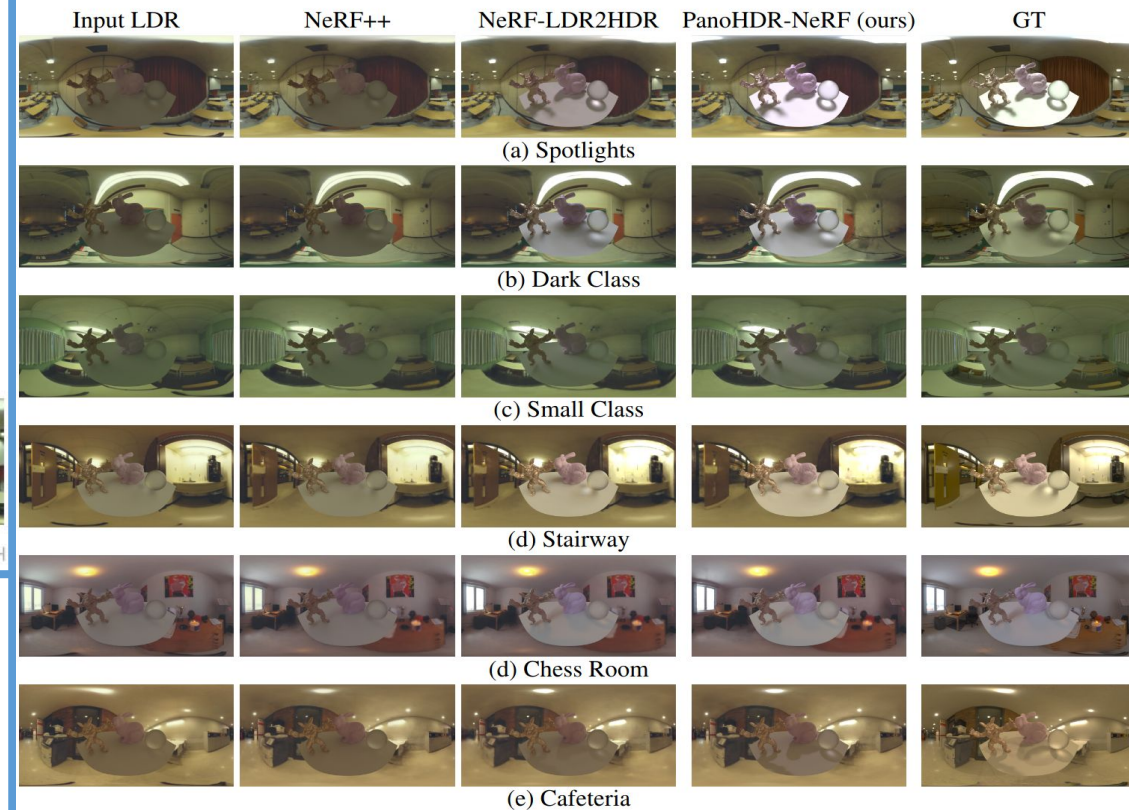 Input LDR NeRF++ NeRF-LDR2HDR PanoHDR-NeRF (ours) GT
(a) Spotlights
(b) Dark Class
(c) Small Class
(d) Stairway
(d) Chess Room
(e) Cafeteria